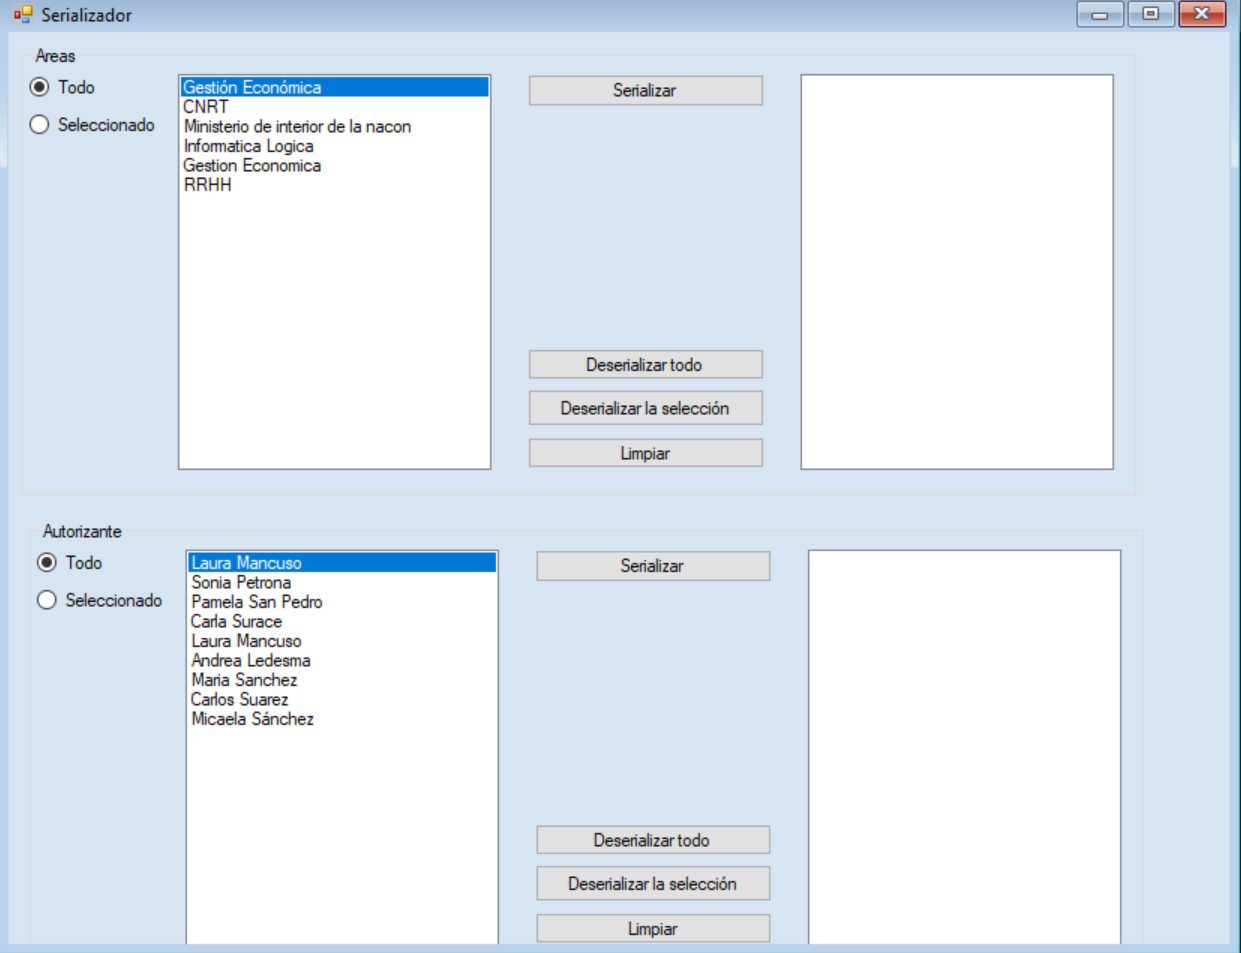 Serializador
Areas
Todo
Seleccionado
Gestión Económica
CNRT
Ministerio de interior de la nacon
Informatica Logica
Gestion Economica
RRHH
Serializar
Deserializar todo
Deserializar la selección
Limpiar
Autorizante
Todo
Seleccionado
Laura Mancuso
Sonia Petrona
Pamela San Pedro
Carla Surace
Laura Mancuso
Andrea Ledesma
Maria Sanchez
Carlos Suarez
Micaela Sánchez
Serializar
Deserializar todo
Deserializar la selección
Limpiar